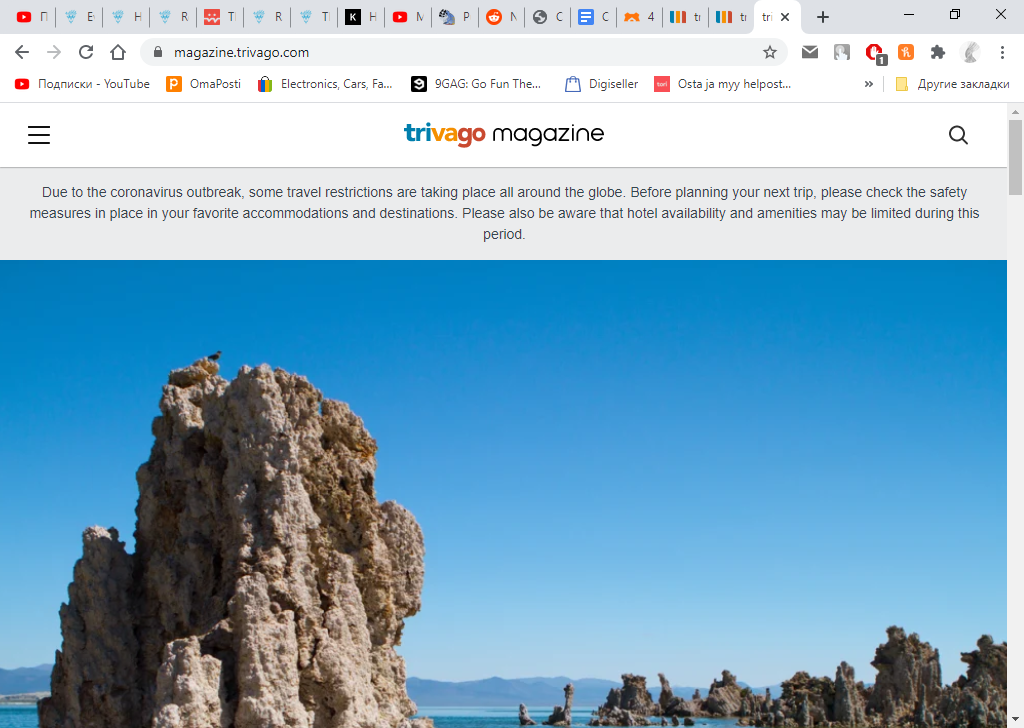 П
E
H
R
T
R
T
H
M
P
N
C
C
4
tr
tr
tri
magazine.trivago.com
1
Подписки - YouTube
OmaPosti
Electronics, Cars, Fa...
9GAG: Go Fun The...
Digiseller
tori
Osta ja myy helpost...
»
Другие закладки
trivago magazine
Due to the coronavirus outbreak, some travel restrictions are taking place all around the globe. Before planning your next trip, please check the safety
measures in place in your favorite accommodations and destinations. Please also be aware that hotel availability and amenities may be limited during this
period.